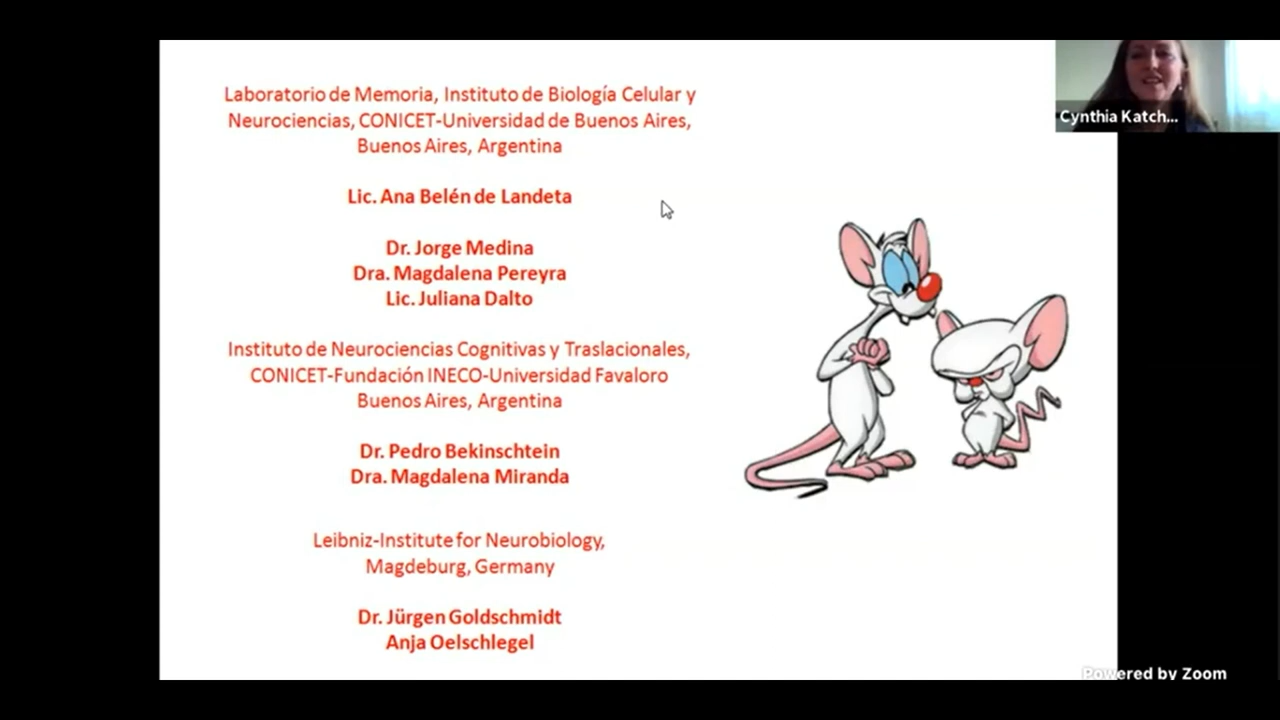 Laboratorio de Memoria, Instituto de Biología Celular y
Neurociencias, CONICET-Universidad de Buenos Aires,
Buenos Aires, Argentina
Lic. Ana Belén de Landeta
Dr. Jorge Medina
Dra. Magdalena Pereyra
Lic. Juliana Dalto
Instituto de Neurociencias Cognitivas y Traslacionales,
CONICET-Fundación INECO-Universidad Favaloro
Buenos Aires, Argentina
Dr. Pedro Bekinschtein
Dra. Magdalena Miranda
Leibniz-Institute for Neurobiology,
Magdeburg, Germany
Dr. Jürgen Goldschmidt
Anja Oelschlegel
Cynthia Katch...
Powered by Zoom